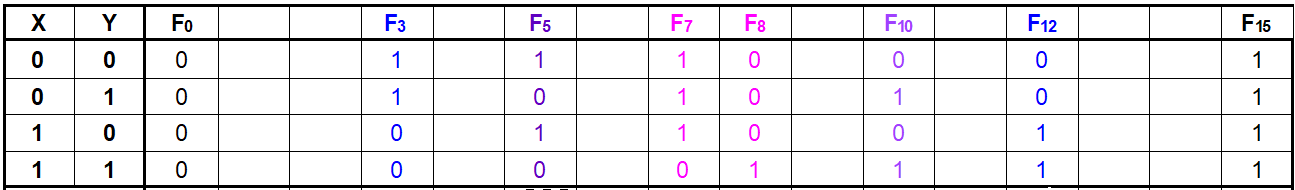 X Y F0 F3 F5 F7 F8 F10 F12 F15
0 0 0 1 1 1 0 0 0 1
0 1 0 1 0 1 0 1 0 1
1 0 0 0 1 1 0 0 1 1
1 1 0 0 0 0 1 1 1 1